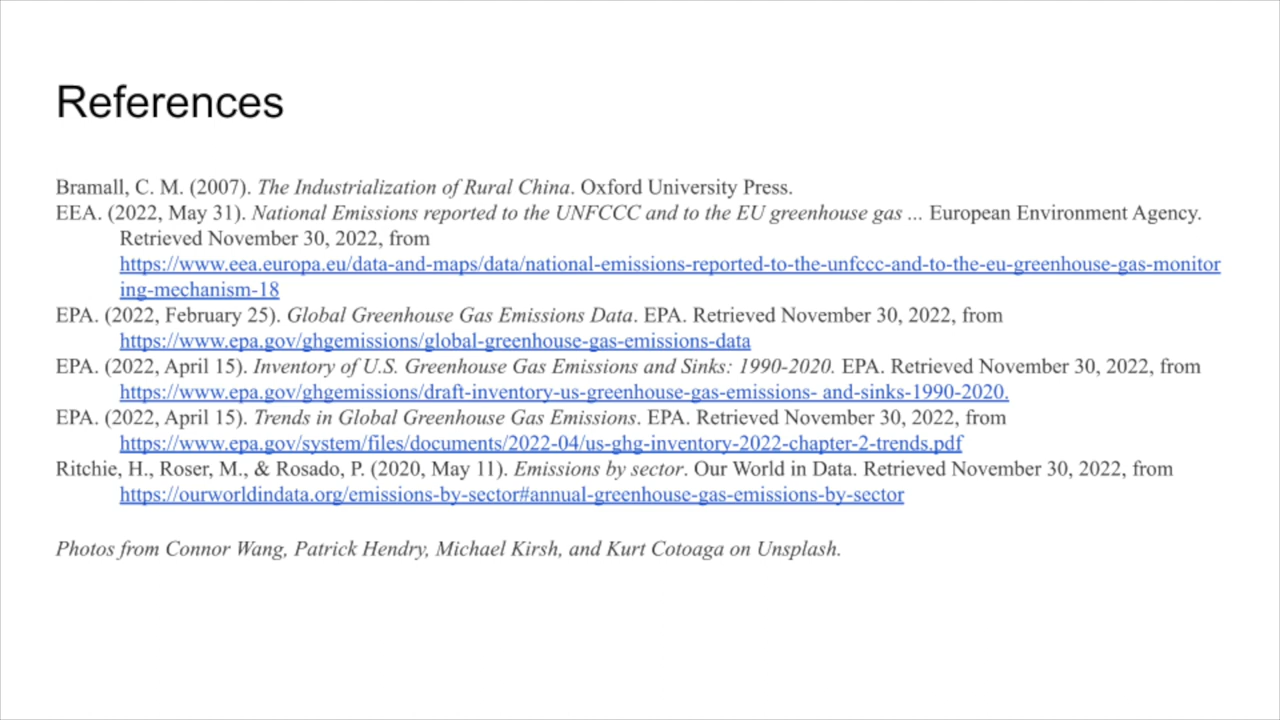 References
Bramall, C. M. (2007). The Industrialization of Rural China. Oxford University Press.
EEA. (2022, May 31). National Emissions reported to the UNFCCC and to the EU greenhouse gas ... European Environment Agency.
Retrieved November 30, 2022, from
https://www.eea.europa.eu/data-and-maps/data/national-emissions-reported-to-the-unfccc-and-to-the-eu-greenhouse-gas-monitor
ing-mechanism-18
EPA. (2022, February 25). Global Greenhouse Gas Emissions Data. EPA. Retrieved November 30, 2022, from
https://www.epa.gov/ghgemissions/global-greenhouse-gas-emissions-data
EPA. (2022, April 15). Inventory of U.S. Greenhouse Gas Emissions and Sinks: 1990-2020. EPA. Retrieved November 30, 2022, from
https://www.epa.gov/ghgemissions/draft-inventory-us-greenhouse-gas-emissions- and-sinks-1990-2020.
EPA. (2022, April 15). Trends in Global Greenhouse Gas Emissions. EPA. Retrieved November 30, 2022, from
https://www.epa.gov/system/files/documents/2022-04/us-ghg-inventory-2022-chapter-2-trends.pdf
Ritchie, H., Roser, M., & Rosado, P. (2020, May 11). Emissions by sector. Our World in Data. Retrieved November 30, 2022, from
https://ourworldindata.org/emissions-by-sector#annual-greenhouse-gas-emissions-by-sector
Photos from Connor Wang, Patrick Hendry, Michael Kirsh, and Kurt Cotoaga on Unsplash.